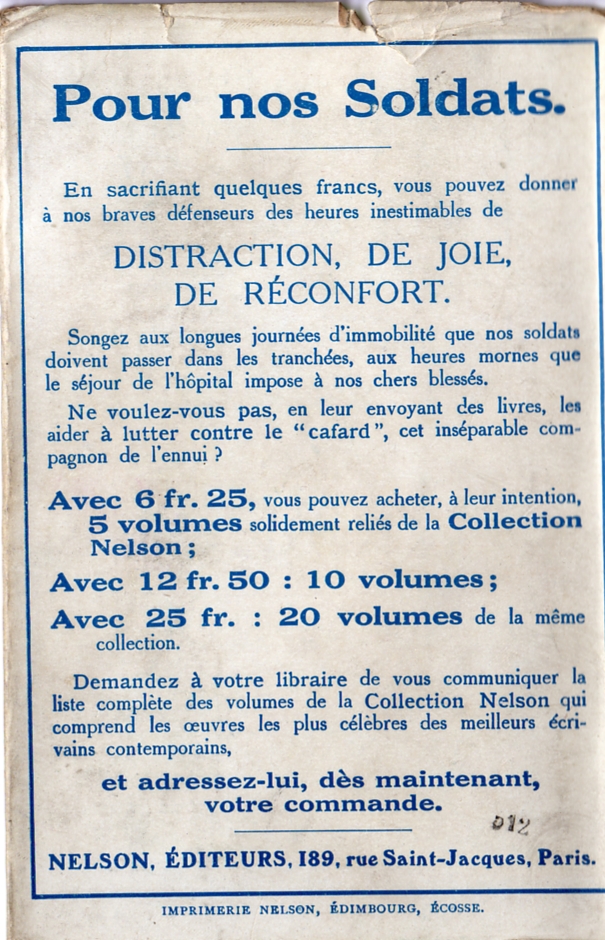 Pour nos Soldats.
En sacrifiant quelques francs, vous pouvez donner
à nos braves défenseurs des heures inestimables de
DISTRACTION, DE JOIE,
DE RÉCONFORT.
Songez aux longues journées d'immobilité que nos soldats
doivent passer dans les tranchées, aux heures mornes que
le séjour de l'hôpital impose à nos chers blessés.
Ne voulez-vous pas, en leur envoyant des livres, les
aider à lutter contre le "cafard", cet inséparable com-
pagnon de l'ennui ?
Avec 6 fr. 25, vous pouvez acheter, à leur intention,
5 volumes solidement reliés de la Collection
Nelson ;
Avec 12 fr. 50 : 10 volumes ;
Avec 25 fr. : 20 volumes de la même
collection.
Demandez à votre libraire de vous communiquer la
liste complète des volumes de la Collection Nelson qui
comprend les œuvres les plus célèbres des meilleurs écri-
vains contemporains,
et adressez-lui, dès maintenant,
votre commande.
012
NELSON, ÉDITEURS, 189, rue Saint-Jacques, Paris.
IMPRIMERIE NELSON, ÉDIMBOURG, ÉCOSSE.